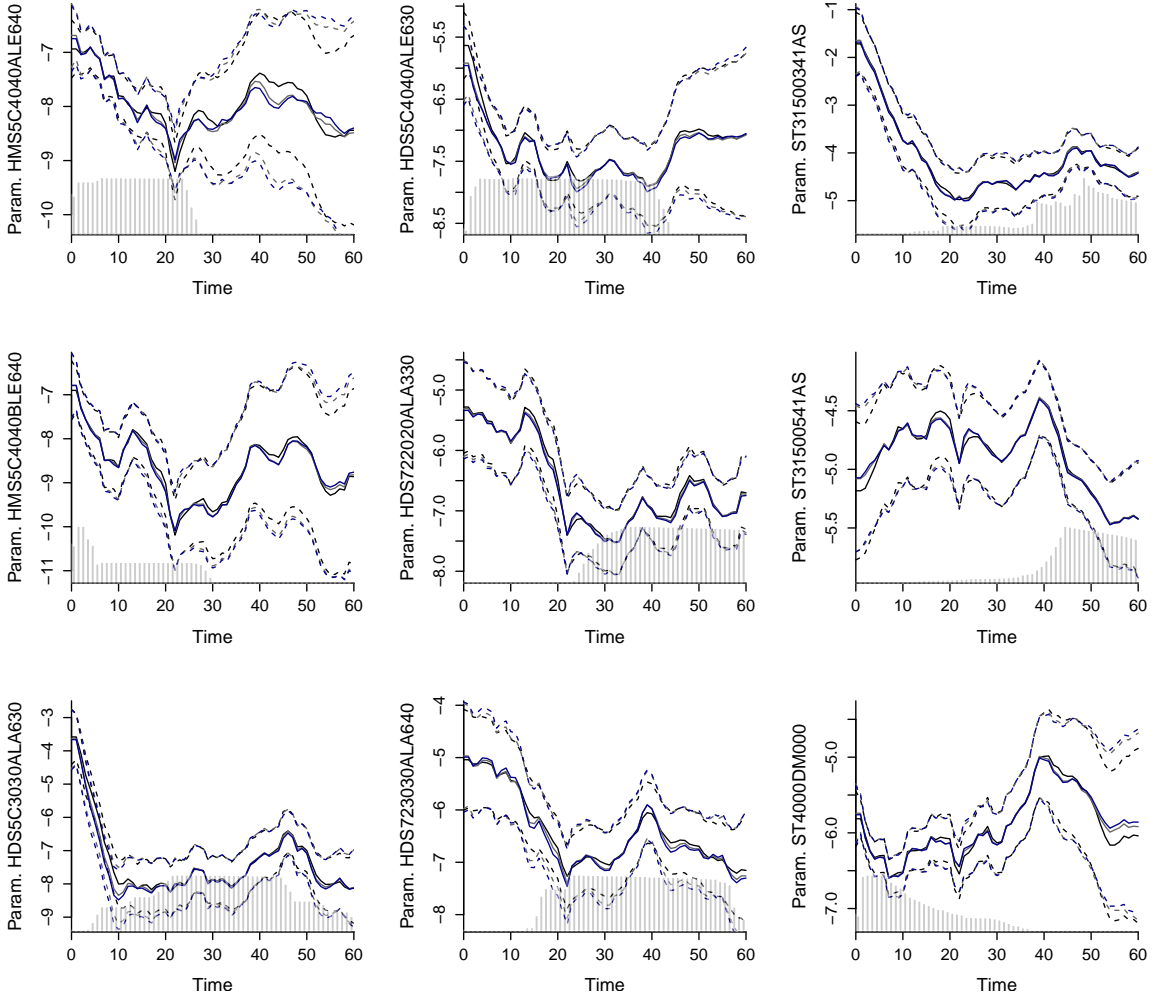 Param. HMS5C4040ALE640
−7
−8
−9
−10
0 10 20 30 40 50 60
Time
Param. HDS5C4040ALE630
−5.5
−6.5
−7.5
−8.5
0 10 20 30 40 50 60
Time
Param. ST31500341AS
−1
−2
−3
−4
−5
0 10 20 30 40 50 60
Time
Param. HMS5C4040BLE640
−7
−8
−9
−10
−11
0 10 20 30 40 50 60
Time
Param. HDS722020ALA330
−5.0
−6.0
−7.0
−8.0
0 10 20 30 40 50 60
Time
Param. ST31500541AS
−4.5
−5.0
−5.5
0 10 20 30 40 50 60
Time
Param. HDS5C3030ALA630
−3
−4
−5
−6
−7
−8
−9
0 10 20 30 40 50 60
Time
Param. HDS723030ALA640
−4
−5
−6
−7
−8
0 10 20 30 40 50 60
Time
Param. ST4000DM000
−5.0
−6.0
−7.0
0 10 20 30 40 50 60
Time